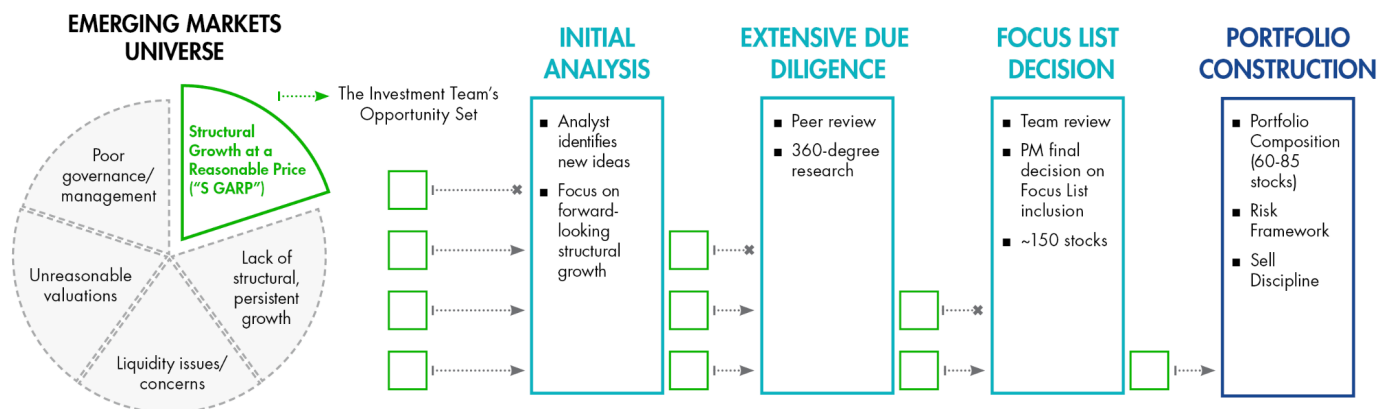 EMERGING MARKETS
UNIVERSE
Structural
Growth at a
Reasonable Price
("S GARP")
The Investment Team's
Opportunity Set
Poor
governance/
management
Unreasonable
valuations
Lack of
structural,
persistent
growth
Liquidity issues/
concerns
INITIAL
ANALYSIS
■ Analyst
identifies
new ideas
■ Focus on
forward-
looking
structural
growth
EXTENSIVE DUE
DILIGENCE
■ Peer review
■ 360-degree
research
FOCUS LIST
DECISION
■ Team review
■ PM final
decision on
Focus List
inclusion
■ ~150 stocks
PORTFOLIO
CONSTRUCTION
■ Portfolio
Composition
(60-85
stocks)
■ Risk
Framework
■ Sell
Discipline